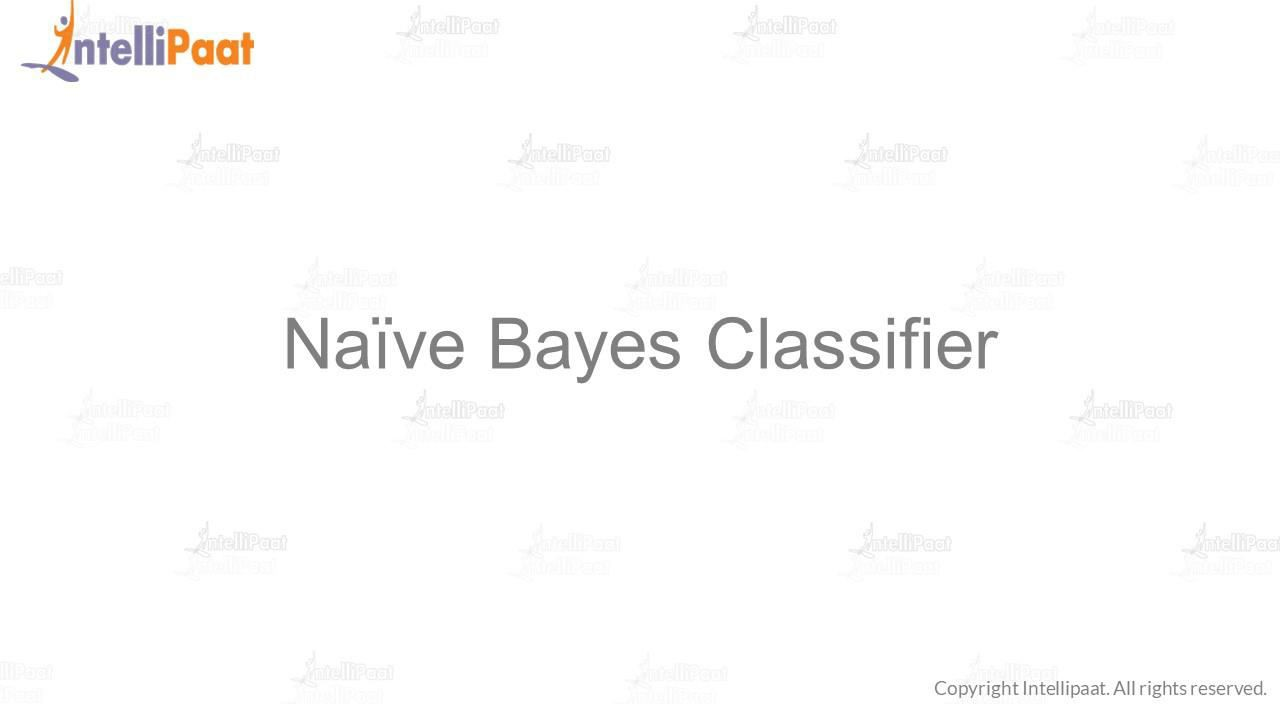 IntelliPaat
Naïve Bayes Classifier
Copyright Intellipaat. All rights reserved.